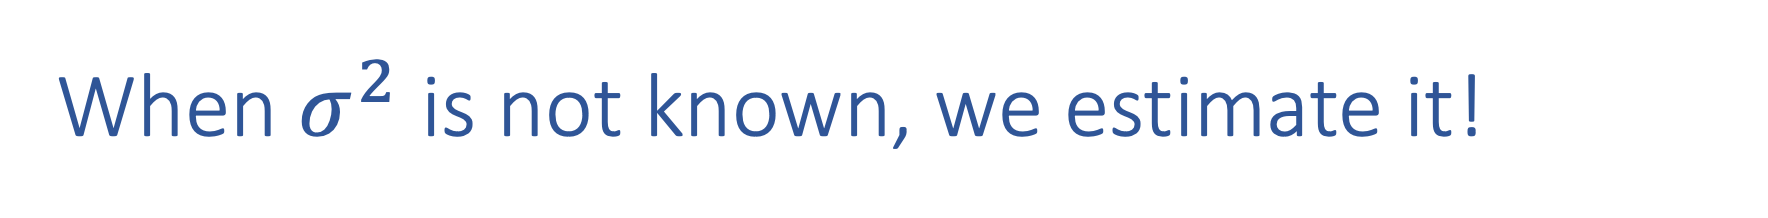 When σ² is not known, we estimate it!